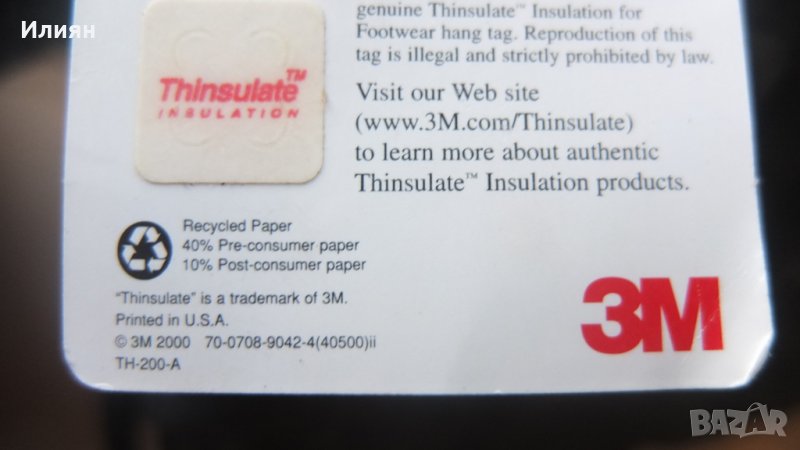 Илиян
genuine Thinsulate™ Insulation for
Footwear hang tag. Reproduction of this
tag is illegal and strictly prohibited by law.
Thinsulate™
INSULATION
Visit our Web site
(www.3M.com/Thinsulate)
to learn more about authentic
Thinsulate™ Insulation products.
Recycled Paper
40% Pre-consumer paper
10% Post-consumer paper
“Thinsulate” is a trademark of 3M.
Printed in U.S.A.
© 3M 2000 70-0708-9042-4(40500)ii
TH-200-A
3M
BAZAR